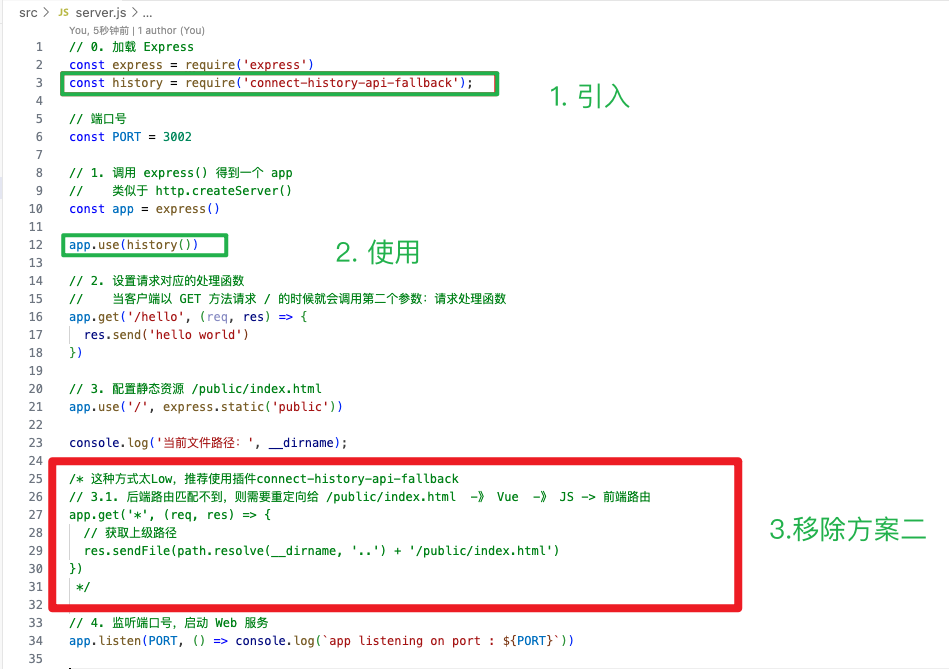 src > JS server.js > ...
You, 5秒钟前 | 1 author (You)
1 // 0. 加载 Express
2 const express = require('express')
3 const history = require('connect-history-api-fallback');
1. 引入
4
5 // 端口号
6 const PORT = 3002
7
8 // 1. 调用 express() 得到一个 app
9 //    类似于 http.createServer()
10 const app = express()
11
12 app.use(history())
2. 使用
13
14 // 2. 设置请求对应的处理函数
15 //    当客户端以 GET 方法请求 / 的时候就会调用第二个参数：请求处理函数
16 app.get('/hello', (req, res) => {
17   res.send('hello world')
18 })
19
20 // 3. 配置静态资源 /public/index.html
21 app.use('/', express.static('public'))
22
23 console.log('当前文件路径：', __dirname);
24
25 /* 这种方式太Low，推荐使用插件connect-history-api-fallback
26 // 3.1. 后端路由匹配不到，则需要重定向给 /public/index.html  -》 Vue  -》 JS -> 前端路由
27 app.get('*', (req, res) => {
28   // 获取上级路径
3.移除方案二
29   res.sendFile(path.resolve(__dirname, '..') + '/public/index.html')
30 })
31  */
32
33 // 4. 监听端口号，启动 Web 服务
34 app.listen(PORT, () => console.log(`app listening on port : ${PORT}`))
35